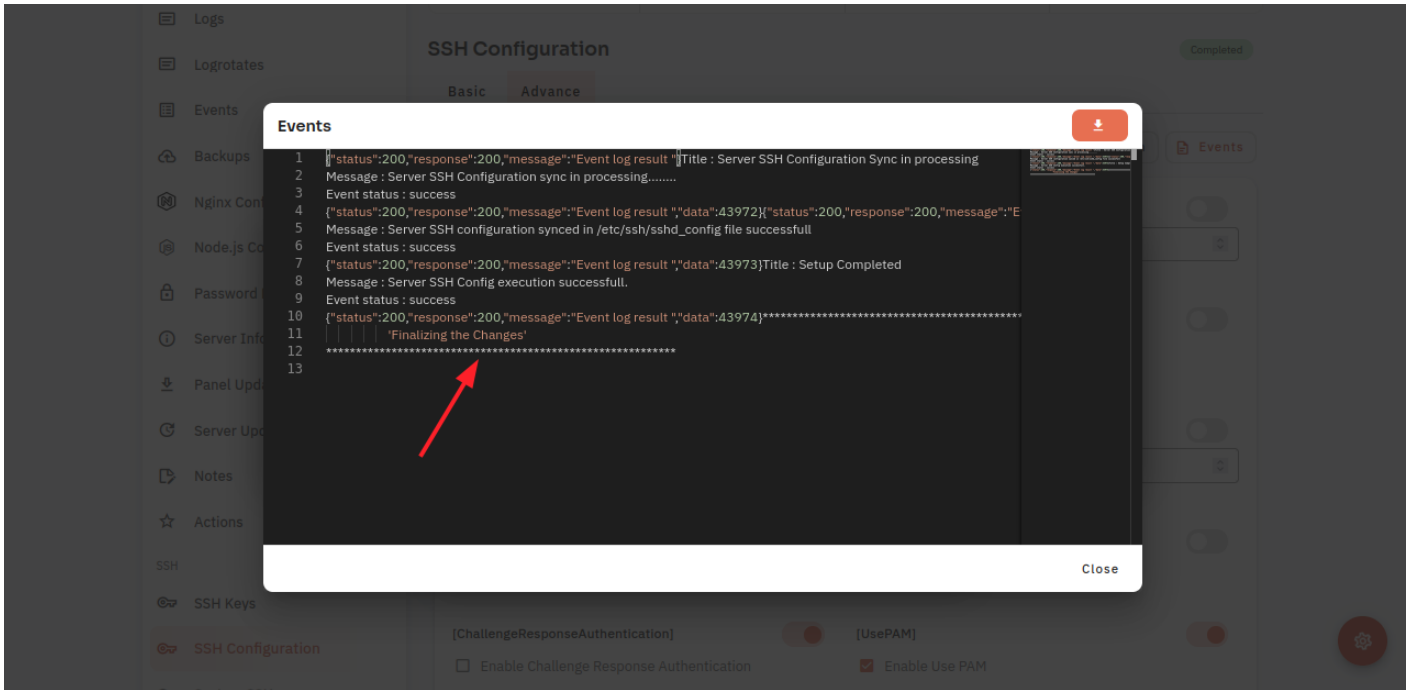 Logs
Logrotates
Events
Backups
Nginx Con
Node.js Co
Password
Server Info
Panel Upd
Server Upd
Notes
Actions
SSH
SSH Keys
SSH Configuration
SSH Configuration
Completed
Basic
Advance
Events
Events
1 {"status":200,"response":200,"message":"Event log result "}Title : Server SSH Configuration Sync in processing
2 Message : Server SSH Configuration sync in processing........
3 Event status : success
4 {"status":200,"response":200,"message":"Event log result ","data":43972}{"status":200,"response":200,"message":"E
5 Message : Server SSH configuration synced in /etc/ssh/sshd_config file successfull
6 Event status : success
7 {"status":200,"response":200,"message":"Event log result ","data":43973}Title : Setup Completed
8 Message : Server SSH Config execution successfull.
9 Event status : success
10 {"status":200,"response":200,"message":"Event log result ","data":43974}********************************************
11 'Finalizing the Changes'
12 ***********************************************************
13
Close
[ChallengeResponseAuthentication]
Enable Challenge Response Authentication
[UsePAM]
Enable Use PAM